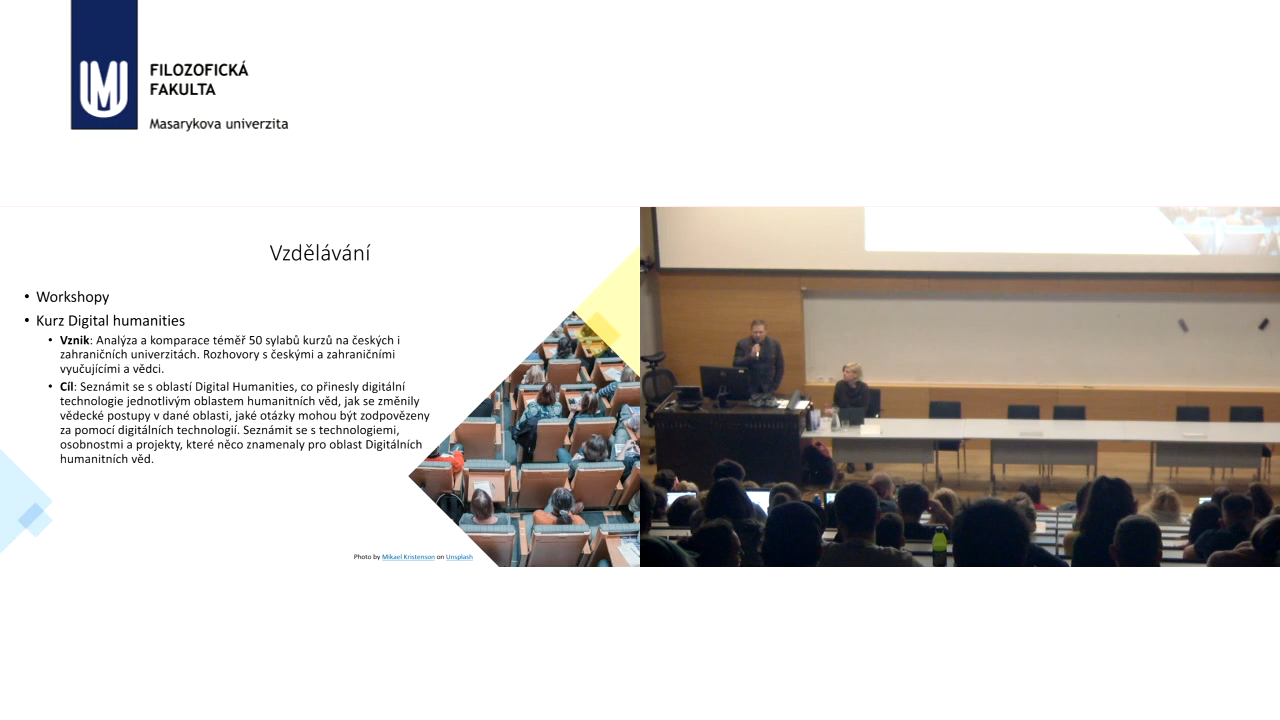 FILOZOFICKÁ
FAKULTA
Masarykova univerzita
Vzdělávání
• Workshopy
• Kurz Digital humanities
• Vznik: Analýza a komparace téměř 50 sylabů kurzů na českých i
zahraničních univerzitách. Rozhovory s českými a zahraničními
vyučujícími a vědci.
• Cíl: Seznámit se s oblastí Digital Humanities, co přinesly digitální
technologie jednotlivým oblastem humanitních věd, jak se změnily
vědecké postupy v dané oblasti, jaké otázky mohou být zodpovězeny
za pomocí digitálních technologií. Seznámit se s technologiemi,
osobnostmi a projekty, které něco znamenaly pro oblast Digitálních
humanitních věd.
Photo by Mikael Kristenson on Unsplash